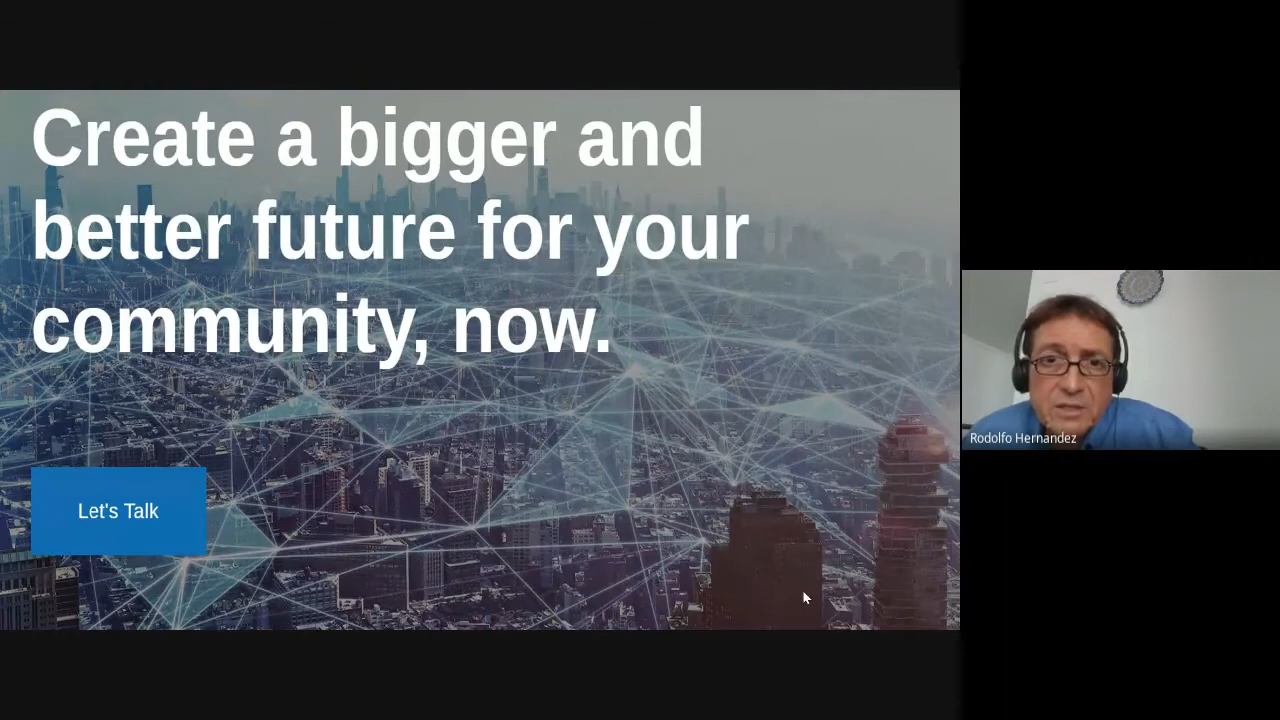 Create a bigger and
better future for your
community, now.
Let's Talk
Rodolfo Hernandez